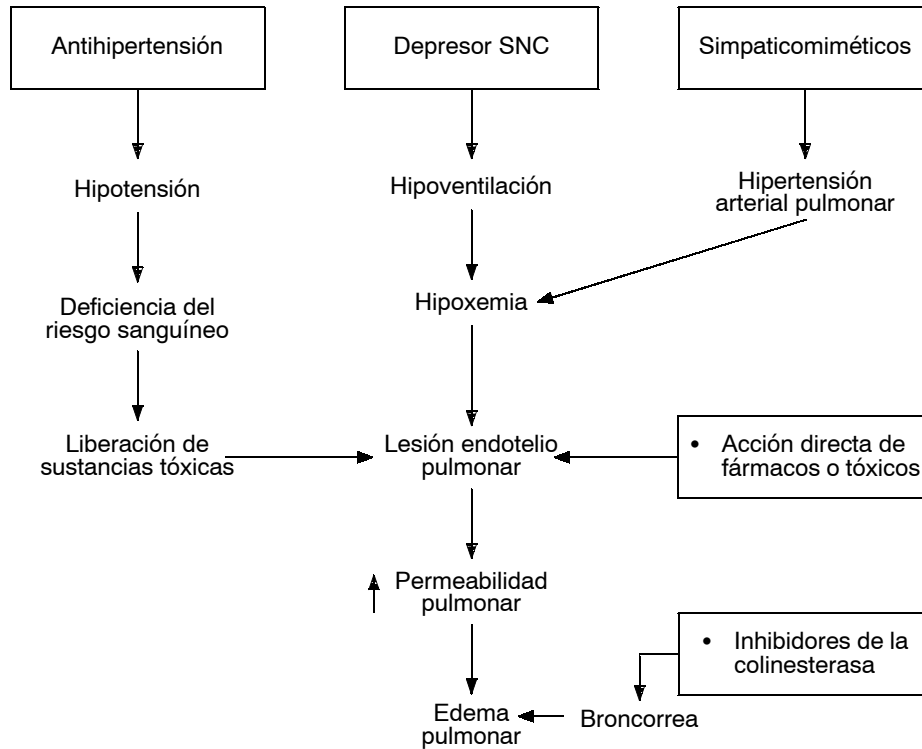 Antihipertensión
Depresor SNC
Simpaticomiméticos
Hipotensión
Hipoventilación
Hipertensión
arterial pulmonar
Deficiencia del
riesgo sanguíneo
Hipoxemia
Liberación de
sustancias tóxicas
Lesión endotelio
pulmonar
• Acción directa de
fármacos o tóxicos
Permeabilidad
pulmonar
• Inhibidores de la
colinesterasa
Edema
pulmonar
Broncorrea